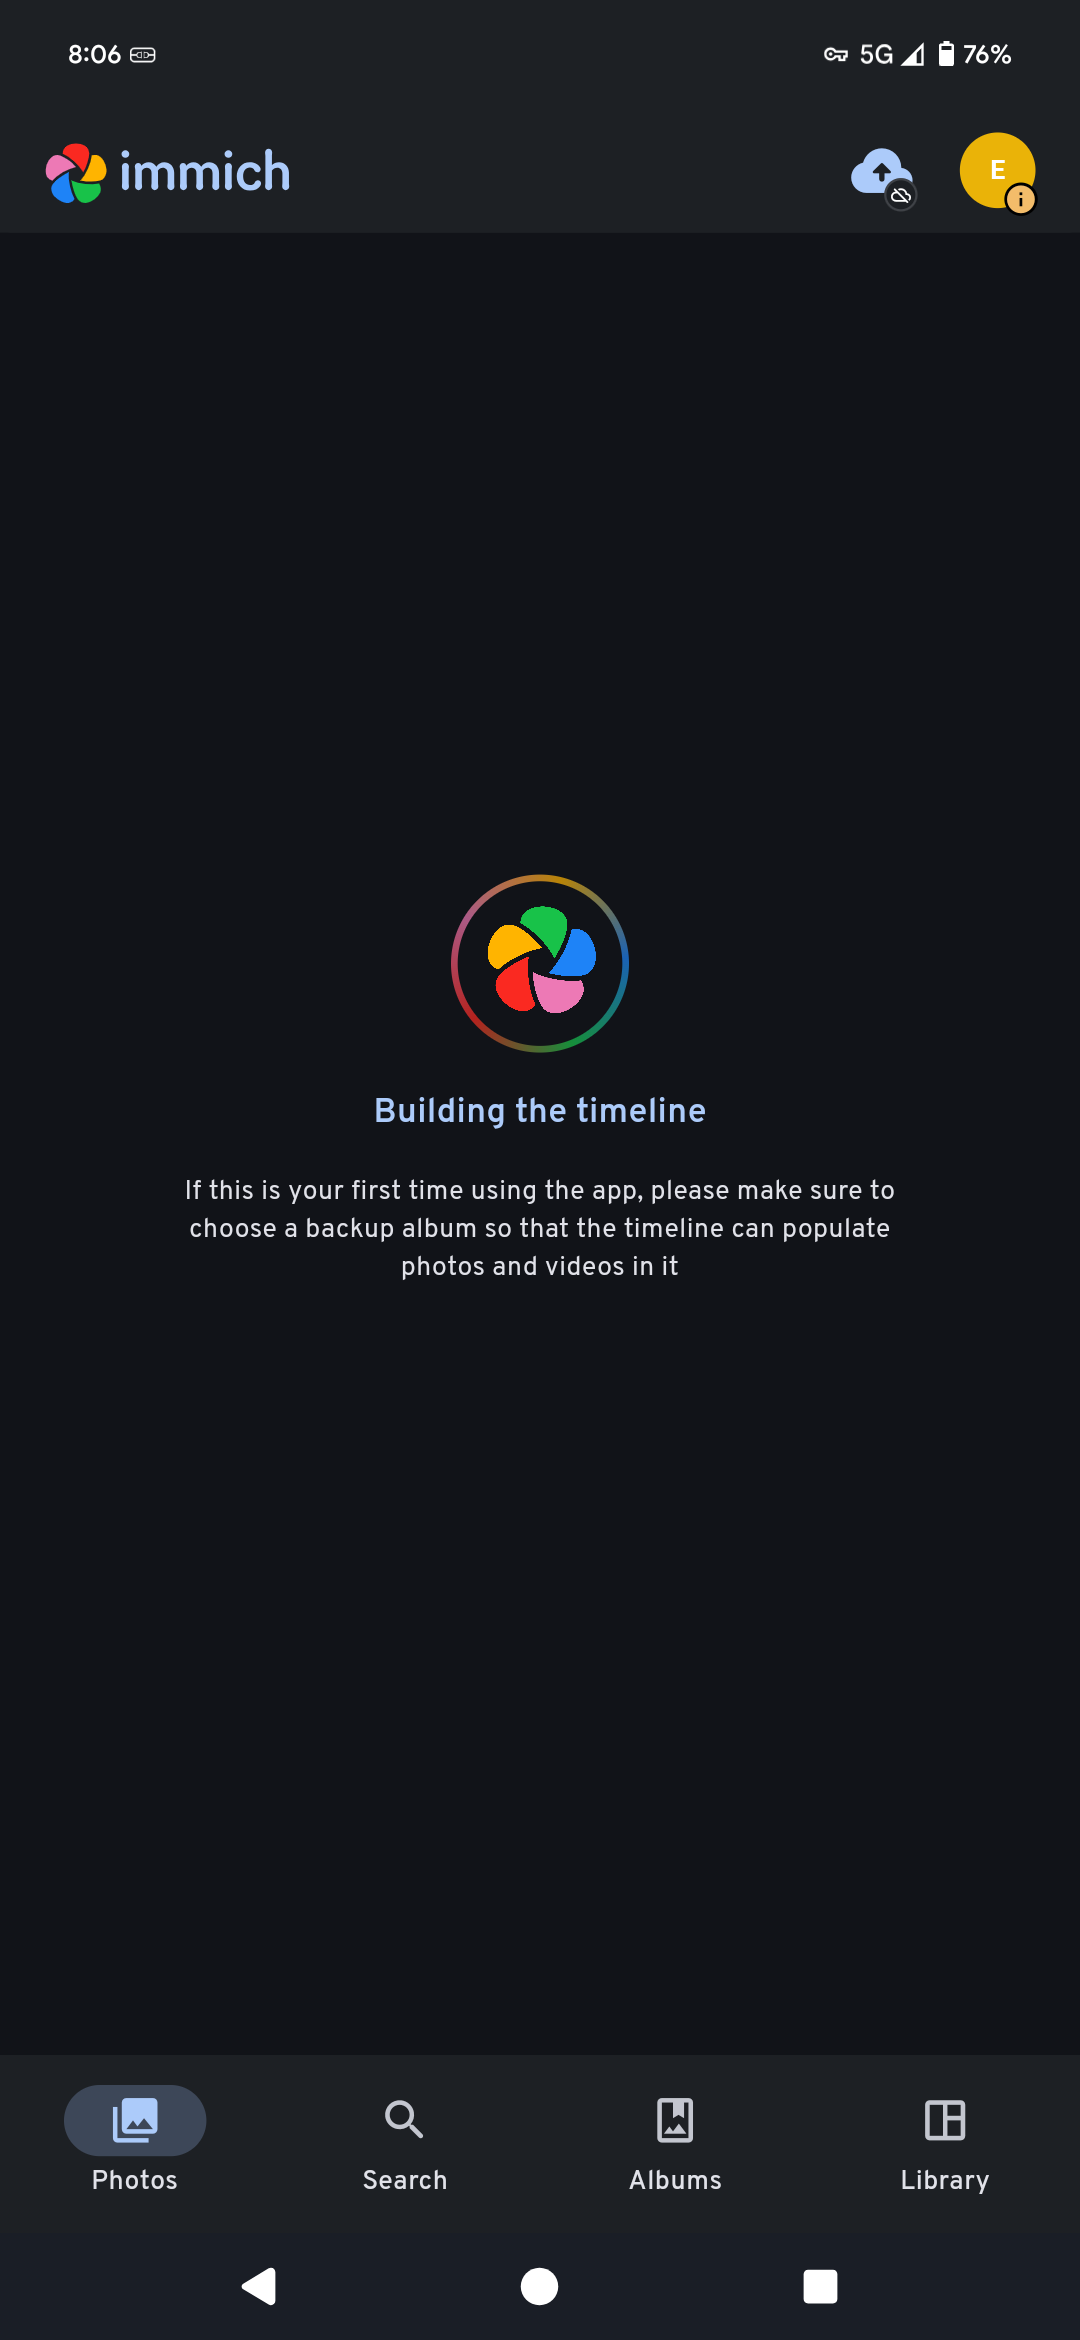 8:06 5G 76%
immich E i
Building the timeline
If this is your first time using the app, please make sure to
choose a backup album so that the timeline can populate
photos and videos in it
Photos Search Albums Library